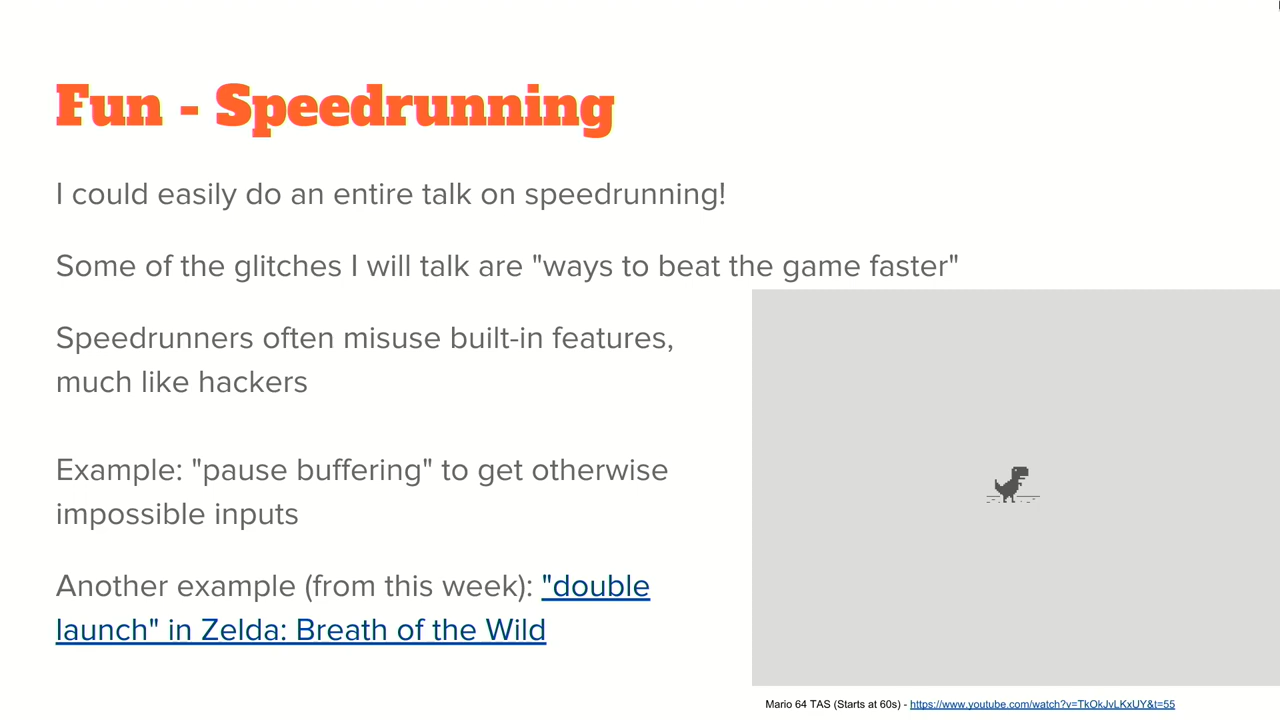 Fun - Speedrunning
I could easily do an entire talk on speedrunning!
Some of the glitches I will talk are "ways to beat the game faster"
Speedrunners often misuse built-in features,
much like hackers
Example: "pause buffering" to get otherwise
impossible inputs
Another example (from this week): "double
launch" in Zelda: Breath of the Wild
Mario 64 TAS (Starts at 60s) - https://www.youtube.com/watch?v=TkOkJvLKxUY&t=55